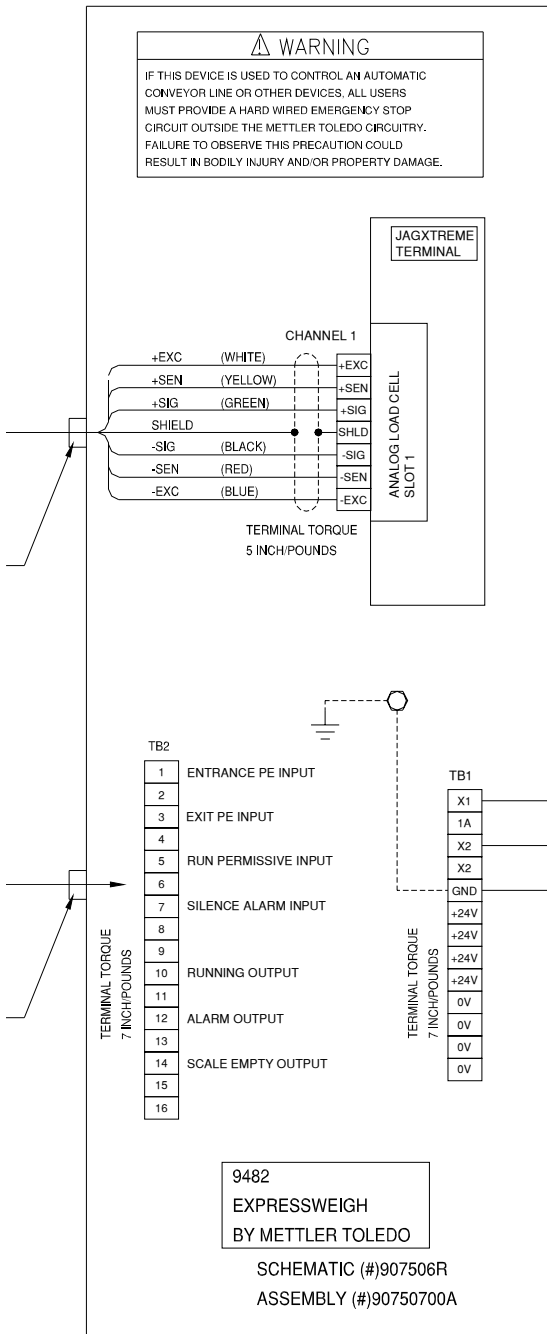 ⚠ WARNING
IF THIS DEVICE IS USED TO CONTROL AN AUTOMATIC
CONVEYOR LINE OR OTHER DEVICES, ALL USERS
MUST PROVIDE A HARD WIRED EMERGENCY STOP
CIRCUIT OUTSIDE THE METTLER TOLEDO CIRCUITRY.
FAILURE TO OBSERVE THIS PRECAUTION COULD
RESULT IN BODILY INJURY AND/OR PROPERTY DAMAGE.
JAGXTREME
TERMINAL
CHANNEL 1
+EXC (WHITE) +EXC
+SEN (YELLOW) +SEN
+SIG (GREEN) +SIG
SHIELD SHLD
-SIG (BLACK) -SIG
-SEN (RED) -SEN
-EXC (BLUE) -EXC
ANALOG LOAD CELL
SLOT 1
TERMINAL TORQUE
5 INCH/POUNDS
TB2
1 ENTRANCE PE INPUT
2
3 EXIT PE INPUT
4
5 RUN PERMISSIVE INPUT
6
7 SILENCE ALARM INPUT
8
9
10 RUNNING OUTPUT
11
12 ALARM OUTPUT
13
14 SCALE EMPTY OUTPUT
15
16
TERMINAL TORQUE
7 INCH/POUNDS
TB1
X1
1A
X2
X2
GND
+24V
+24V
+24V
+24V
0V
0V
0V
0V
TERMINAL TORQUE
7 INCH/POUNDS
9482
EXPRESSWEIGH
BY METTLER TOLEDO
SCHEMATIC (#)907506R
ASSEMBLY (#)90750700A